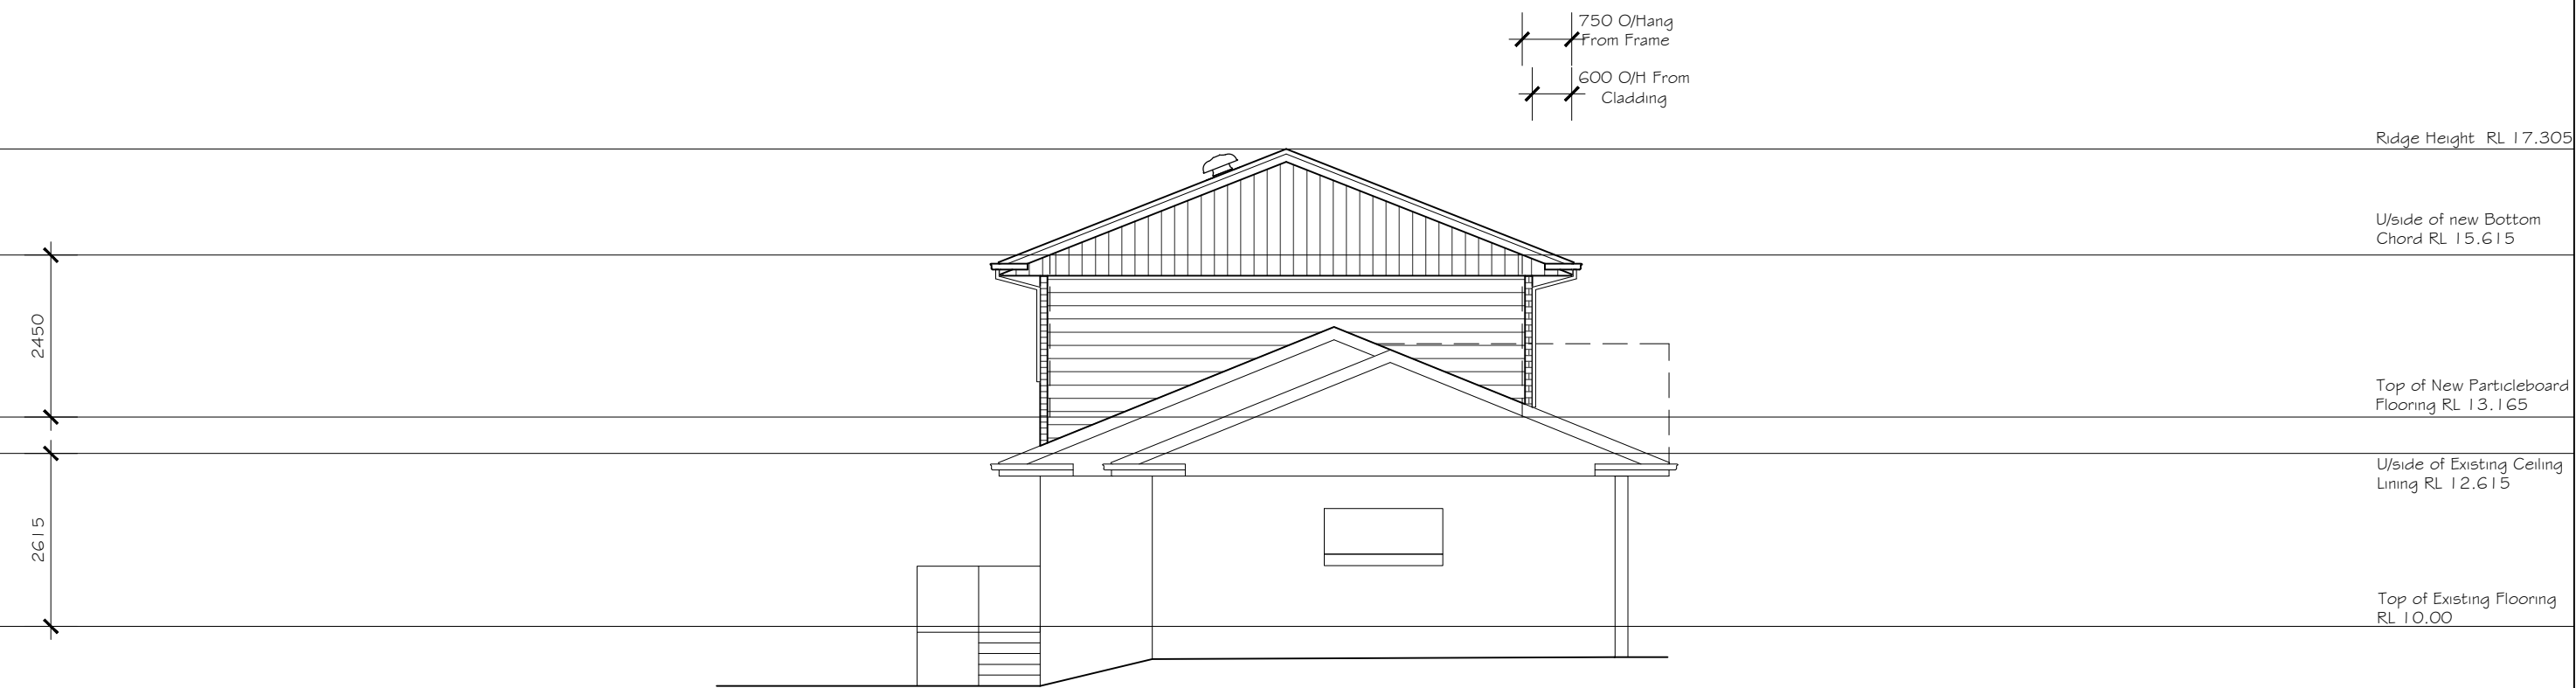 750 O/Hang
From Frame
600 O/H From
Cladding
Ridge Height RL 17.305
U/side of new Bottom
Chord RL 15.615
2450
Top of New Particleboard
Flooring RL 13.165
U/side of Existing Ceiling
Lining RL 12.615
2615
Top of Existing Flooring
RL 10.00